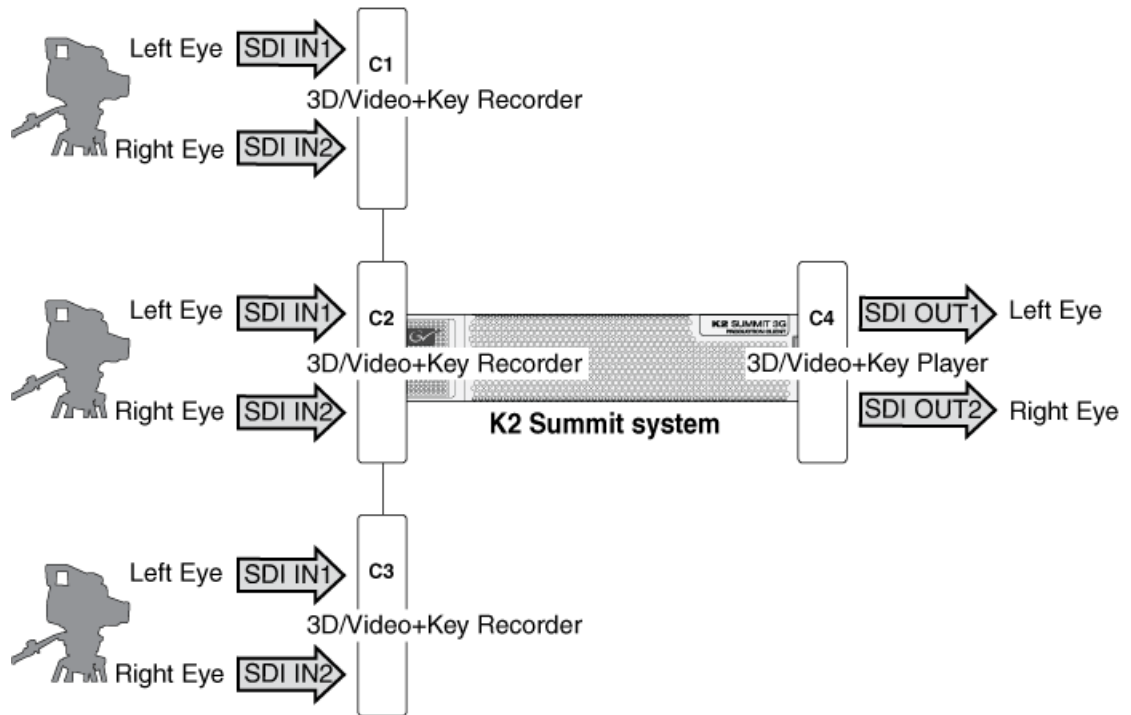 Left Eye SDI IN1
C1
3D/Video+Key Recorder
Right Eye SDI IN2
Left Eye SDI IN1
C2
3D/Video+Key Recorder
Right Eye SDI IN2
K2 SUMMIT 3G
PRODUCTION CLIENT
K2 Summit system
C4
SDI OUT1 Left Eye
3D/Video+Key Player
SDI OUT2 Right Eye
Left Eye SDI IN1
C3
3D/Video+Key Recorder
Right Eye SDI IN2